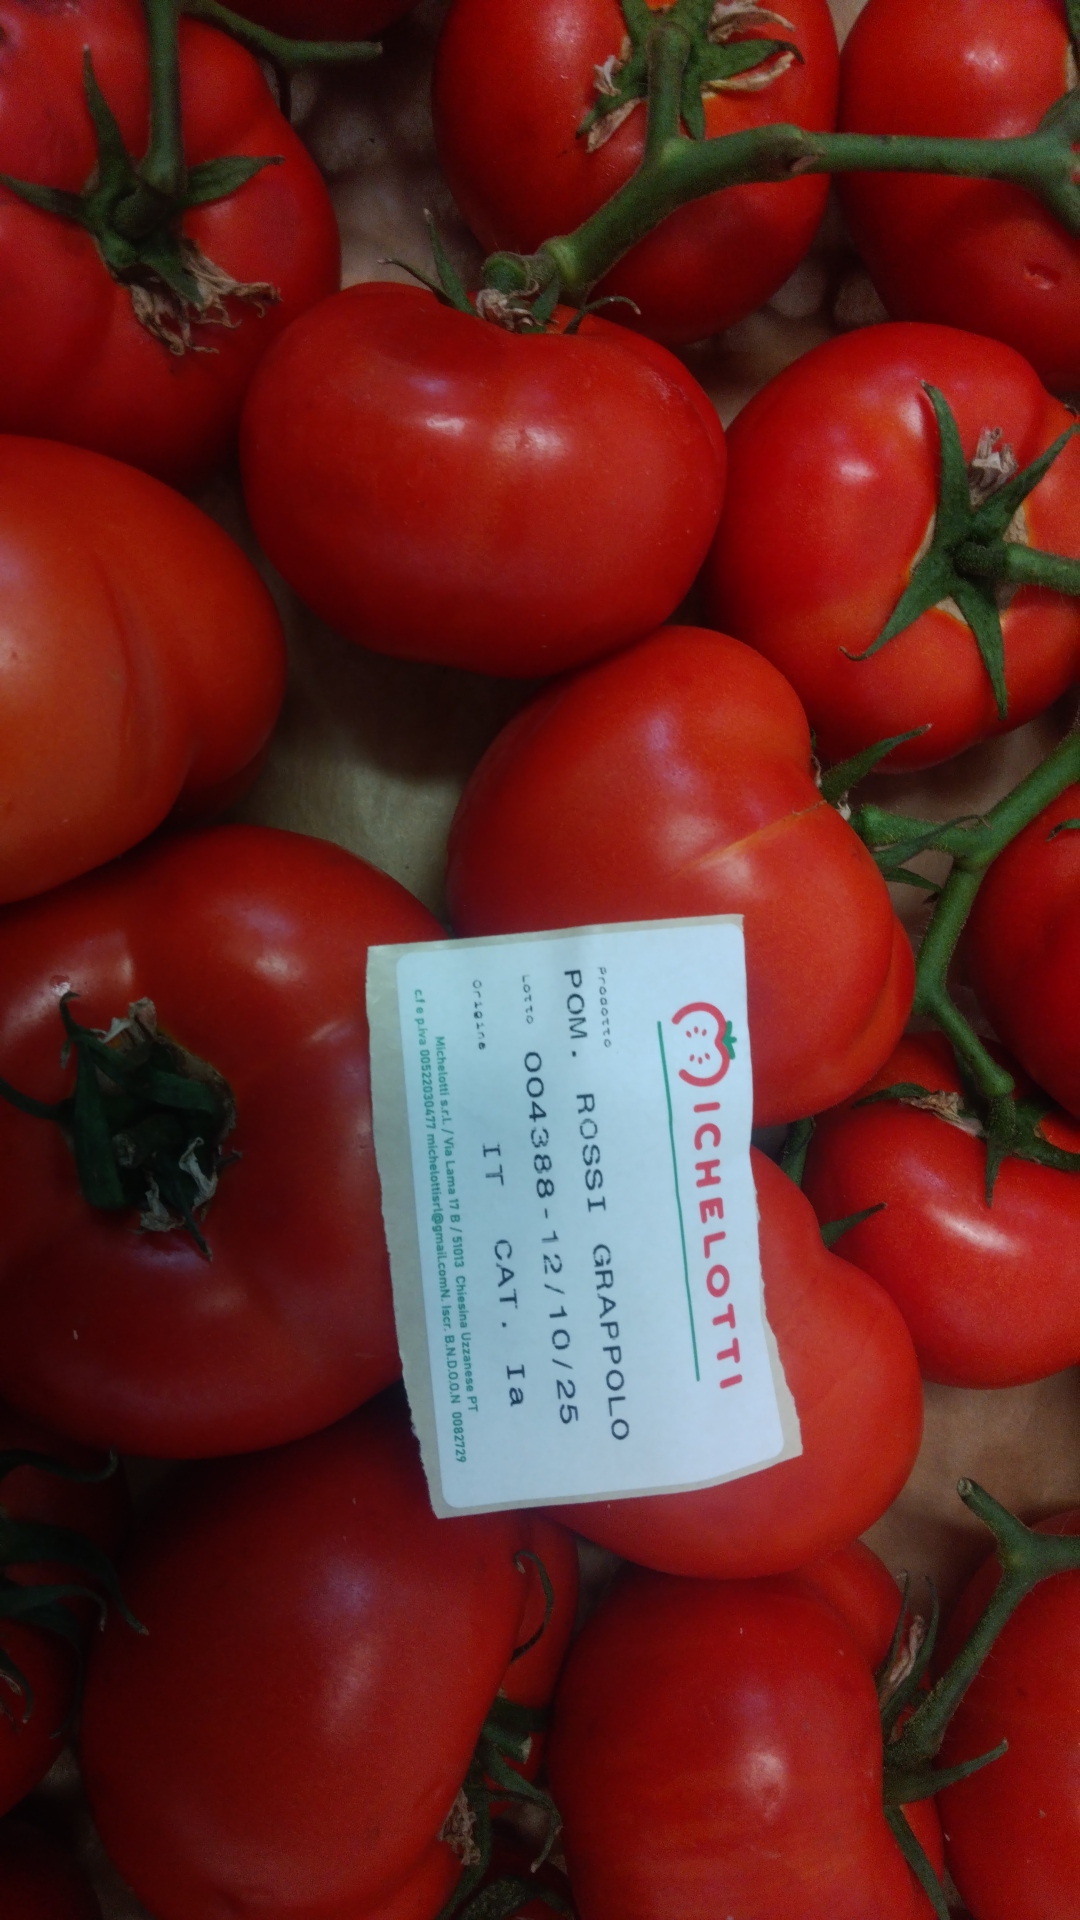 MICHELOTTI
Prodotto
POM. ROSSI GRAPPOLO
Lotto 004388-12/10/25
Origine IT CAT. Ia
Michelotti s.r.l. / Via Lama 17 B / 51013 Chiesina Uzzanese PT
c.f e p.iva 00522030477 michelottisrl@gmail.comN. Iscr. B.N.D.O.O.N 0082729